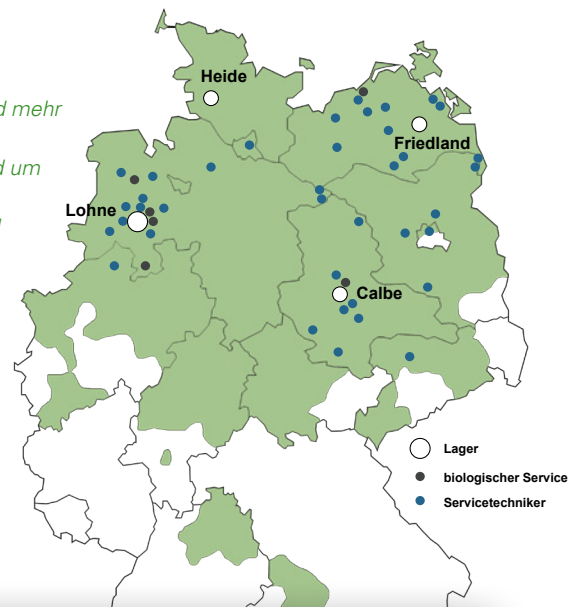 Heide
d mehr
Friedland
d um
Lohne
Calbe
Lager
biologischer Service
Servicetechniker